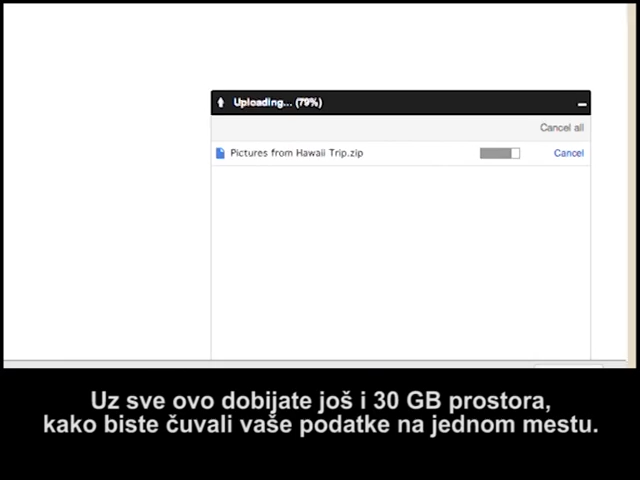 Uploading... (79%)
Cancel all
Pictures from Hawaii Trip.zip Cancel
Uz sve ovo dobijate još i 30 GB prostora,
kako biste čuvali vaše podatke na jednom mestu.